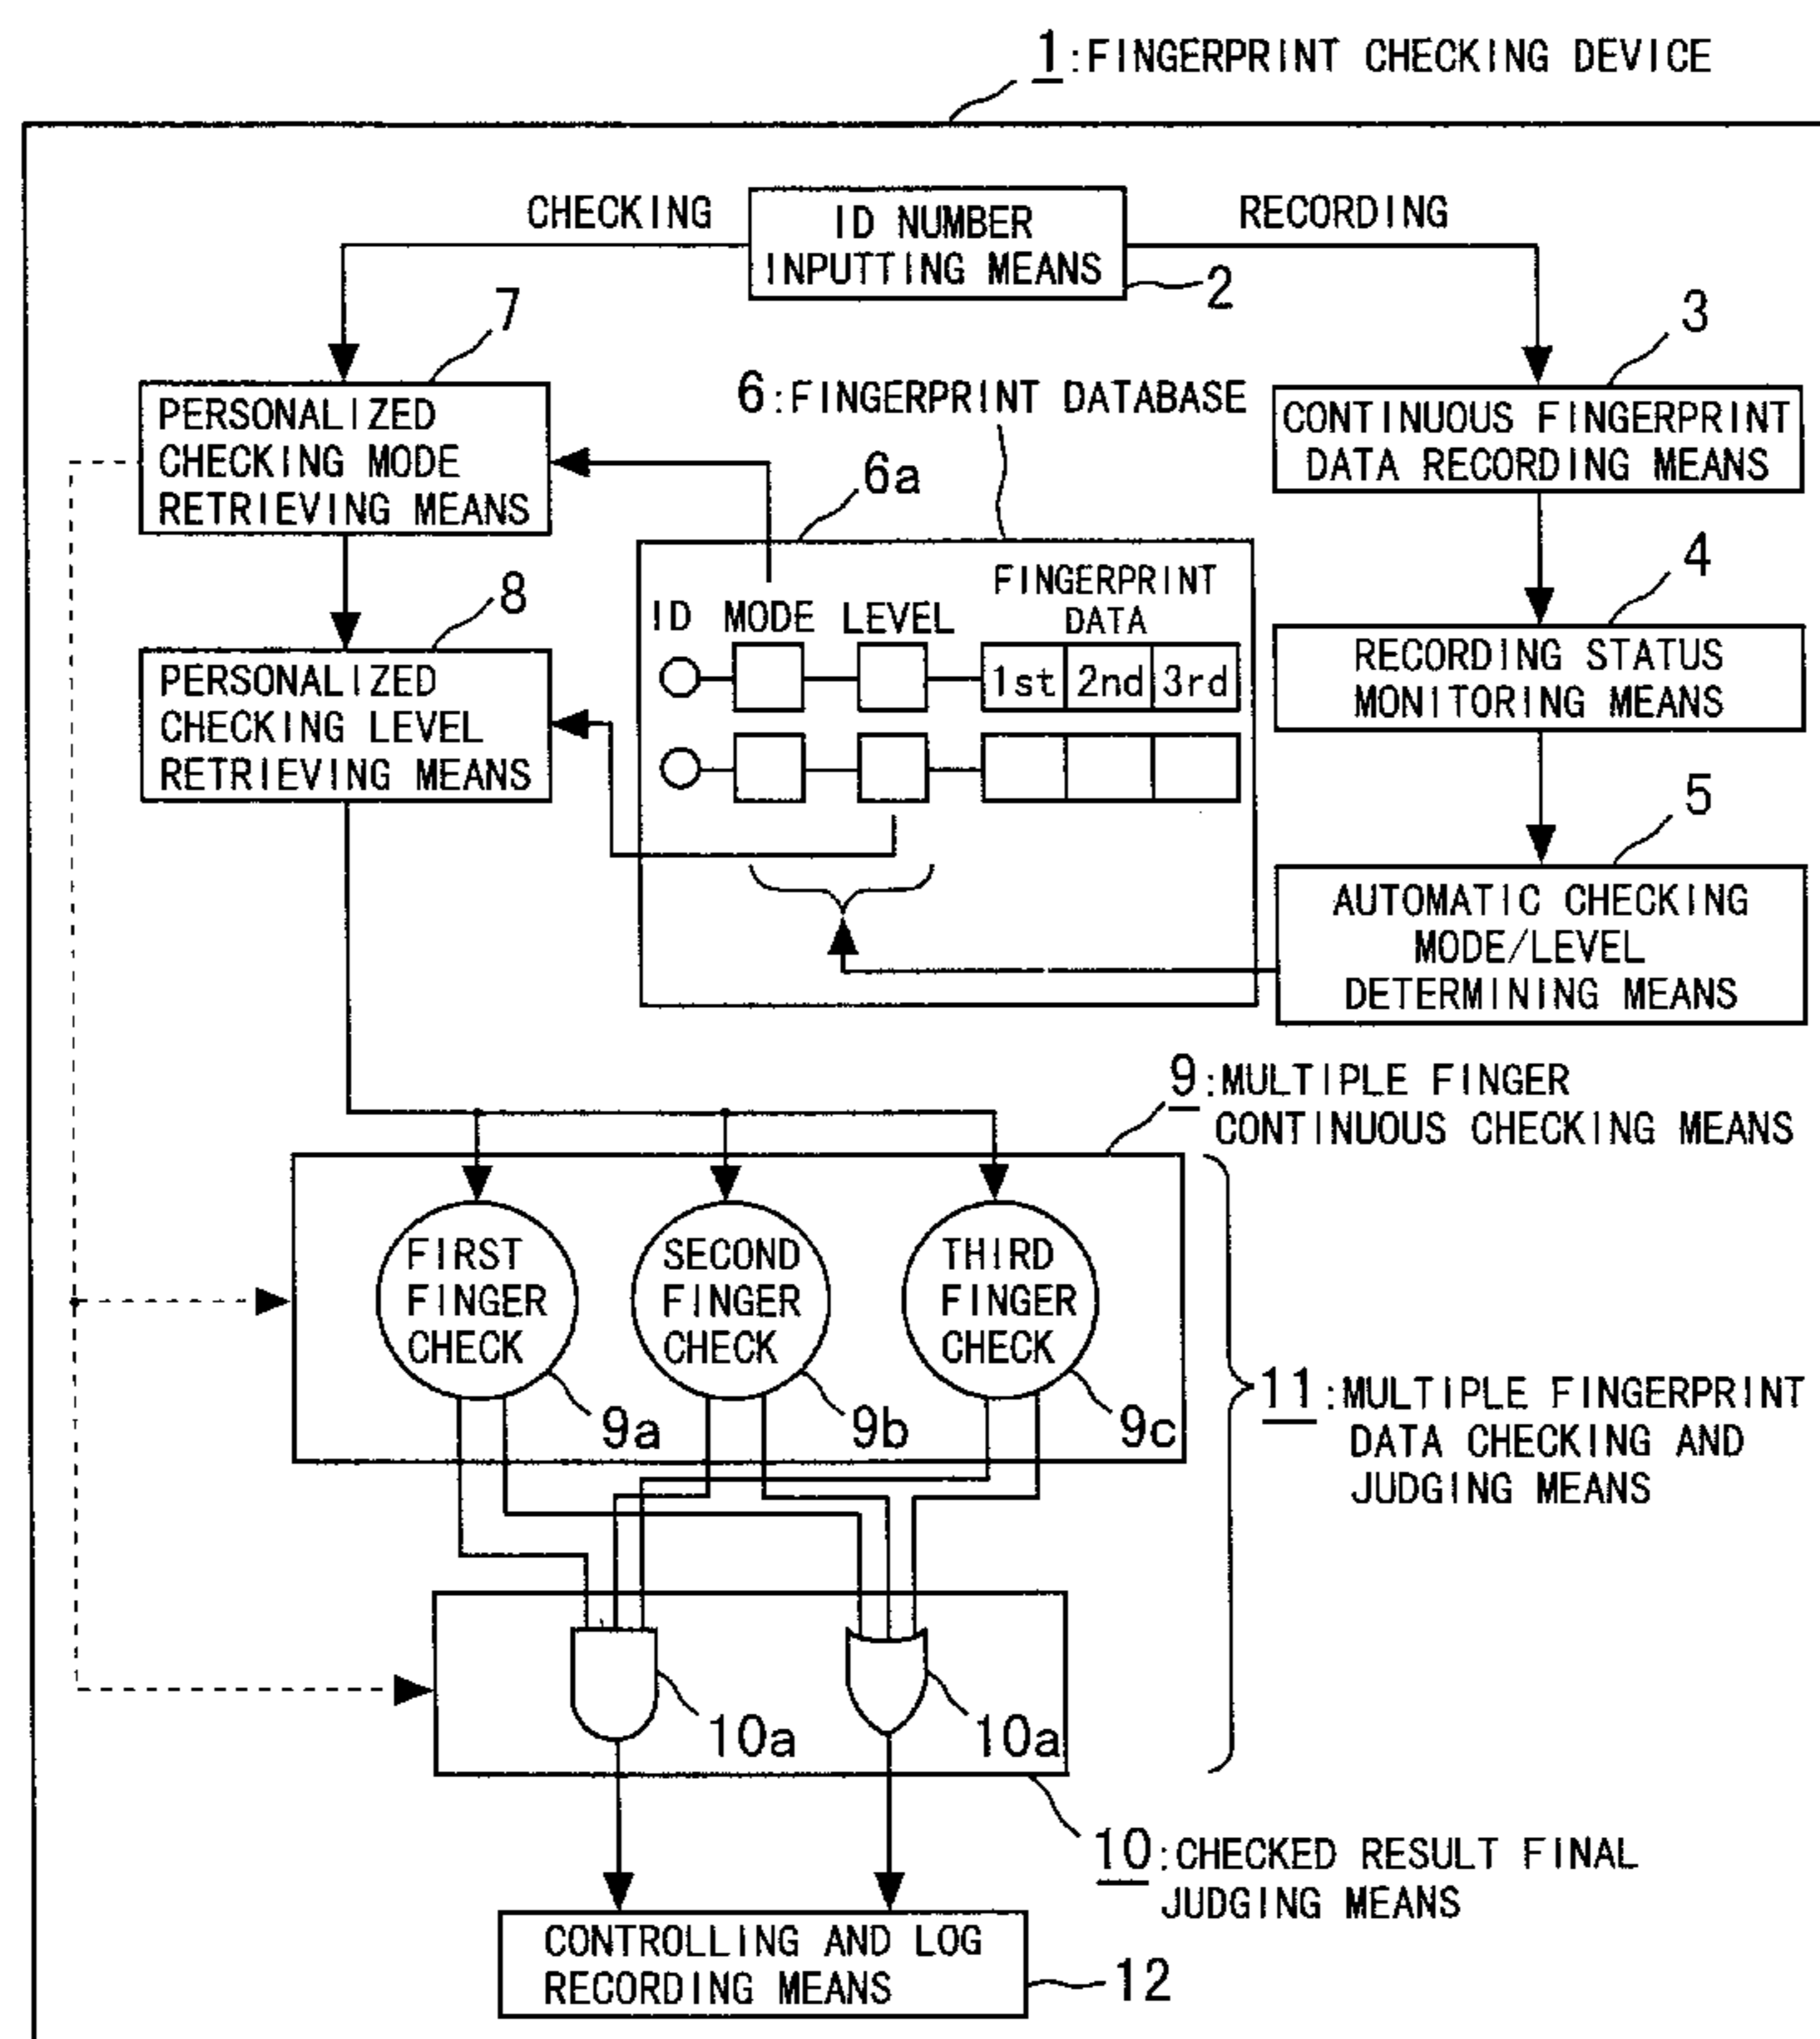 1:FINGERPRINT CHECKING DEVICE
CHECKING
ID NUMBER
INPUTTING MEANS
2
RECORDING
7
PERSONALIZED
CHECKING MODE
RETRIEVING MEANS
3
CONTINUOUS FINGERPRINT
DATA RECORDING MEANS
6:FINGERPRINT DATABASE
6a
4
RECORDING STATUS
MONITORING MEANS
8
PERSONALIZED
CHECKING LEVEL
RETRIEVING MEANS
ID MODE LEVEL
FINGERPRINT
DATA
1st 2nd 3rd
5
AUTOMATIC CHECKING
MODE/LEVEL
DETERMINING MEANS
9:MULTIPLE FINGER
CONTINUOUS CHECKING MEANS
FIRST
FINGER
CHECK
9a
SECOND
FINGER
CHECK
9b
THIRD
FINGER
CHECK
9c
11:MULTIPLE FINGERPRINT
DATA CHECKING AND
JUDGING MEANS
10a
10a
10:CHECKED RESULT FINAL
JUDGING MEANS
CONTROLLING AND LOG
RECORDING MEANS
12